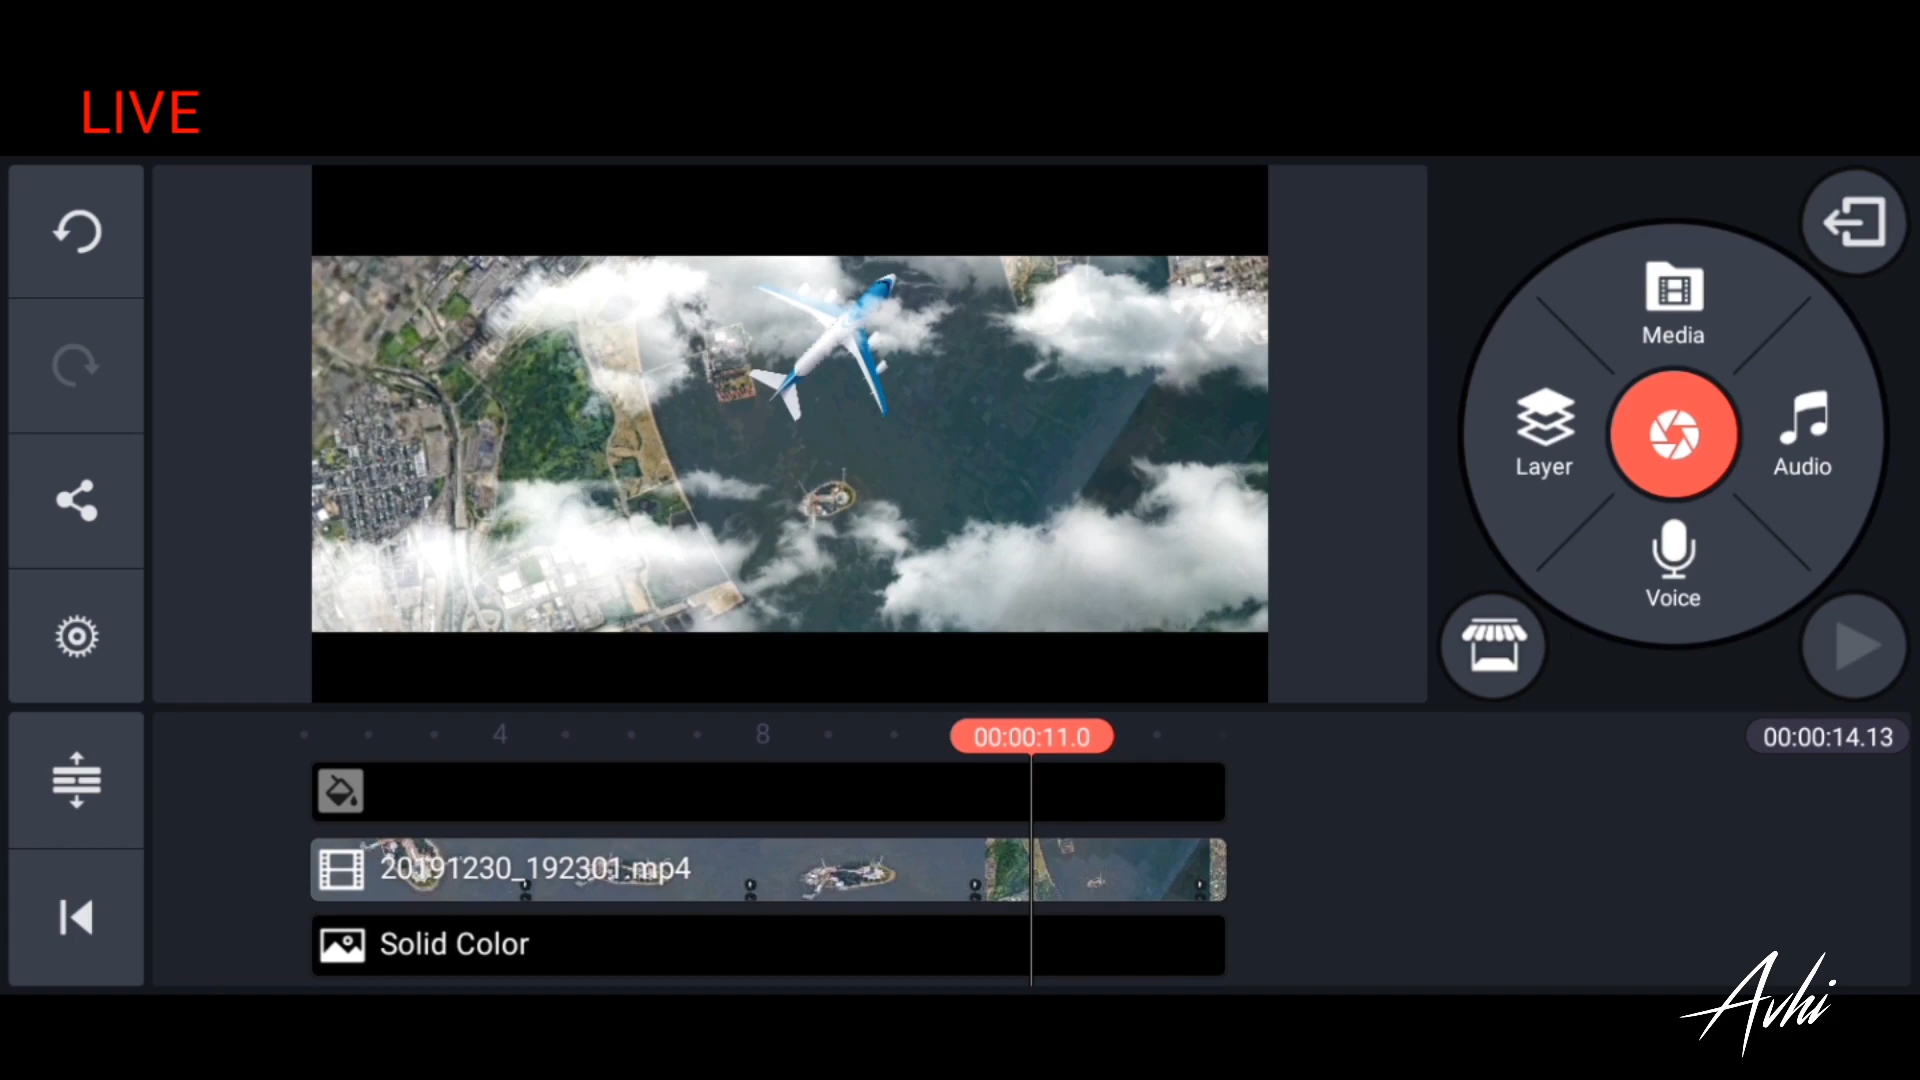 LIVE
Media
Layer
Audio
Voice
4
8
00:00:11.0
00:00:14.13
20191230_192301.mp4
Solid Color
Avhi